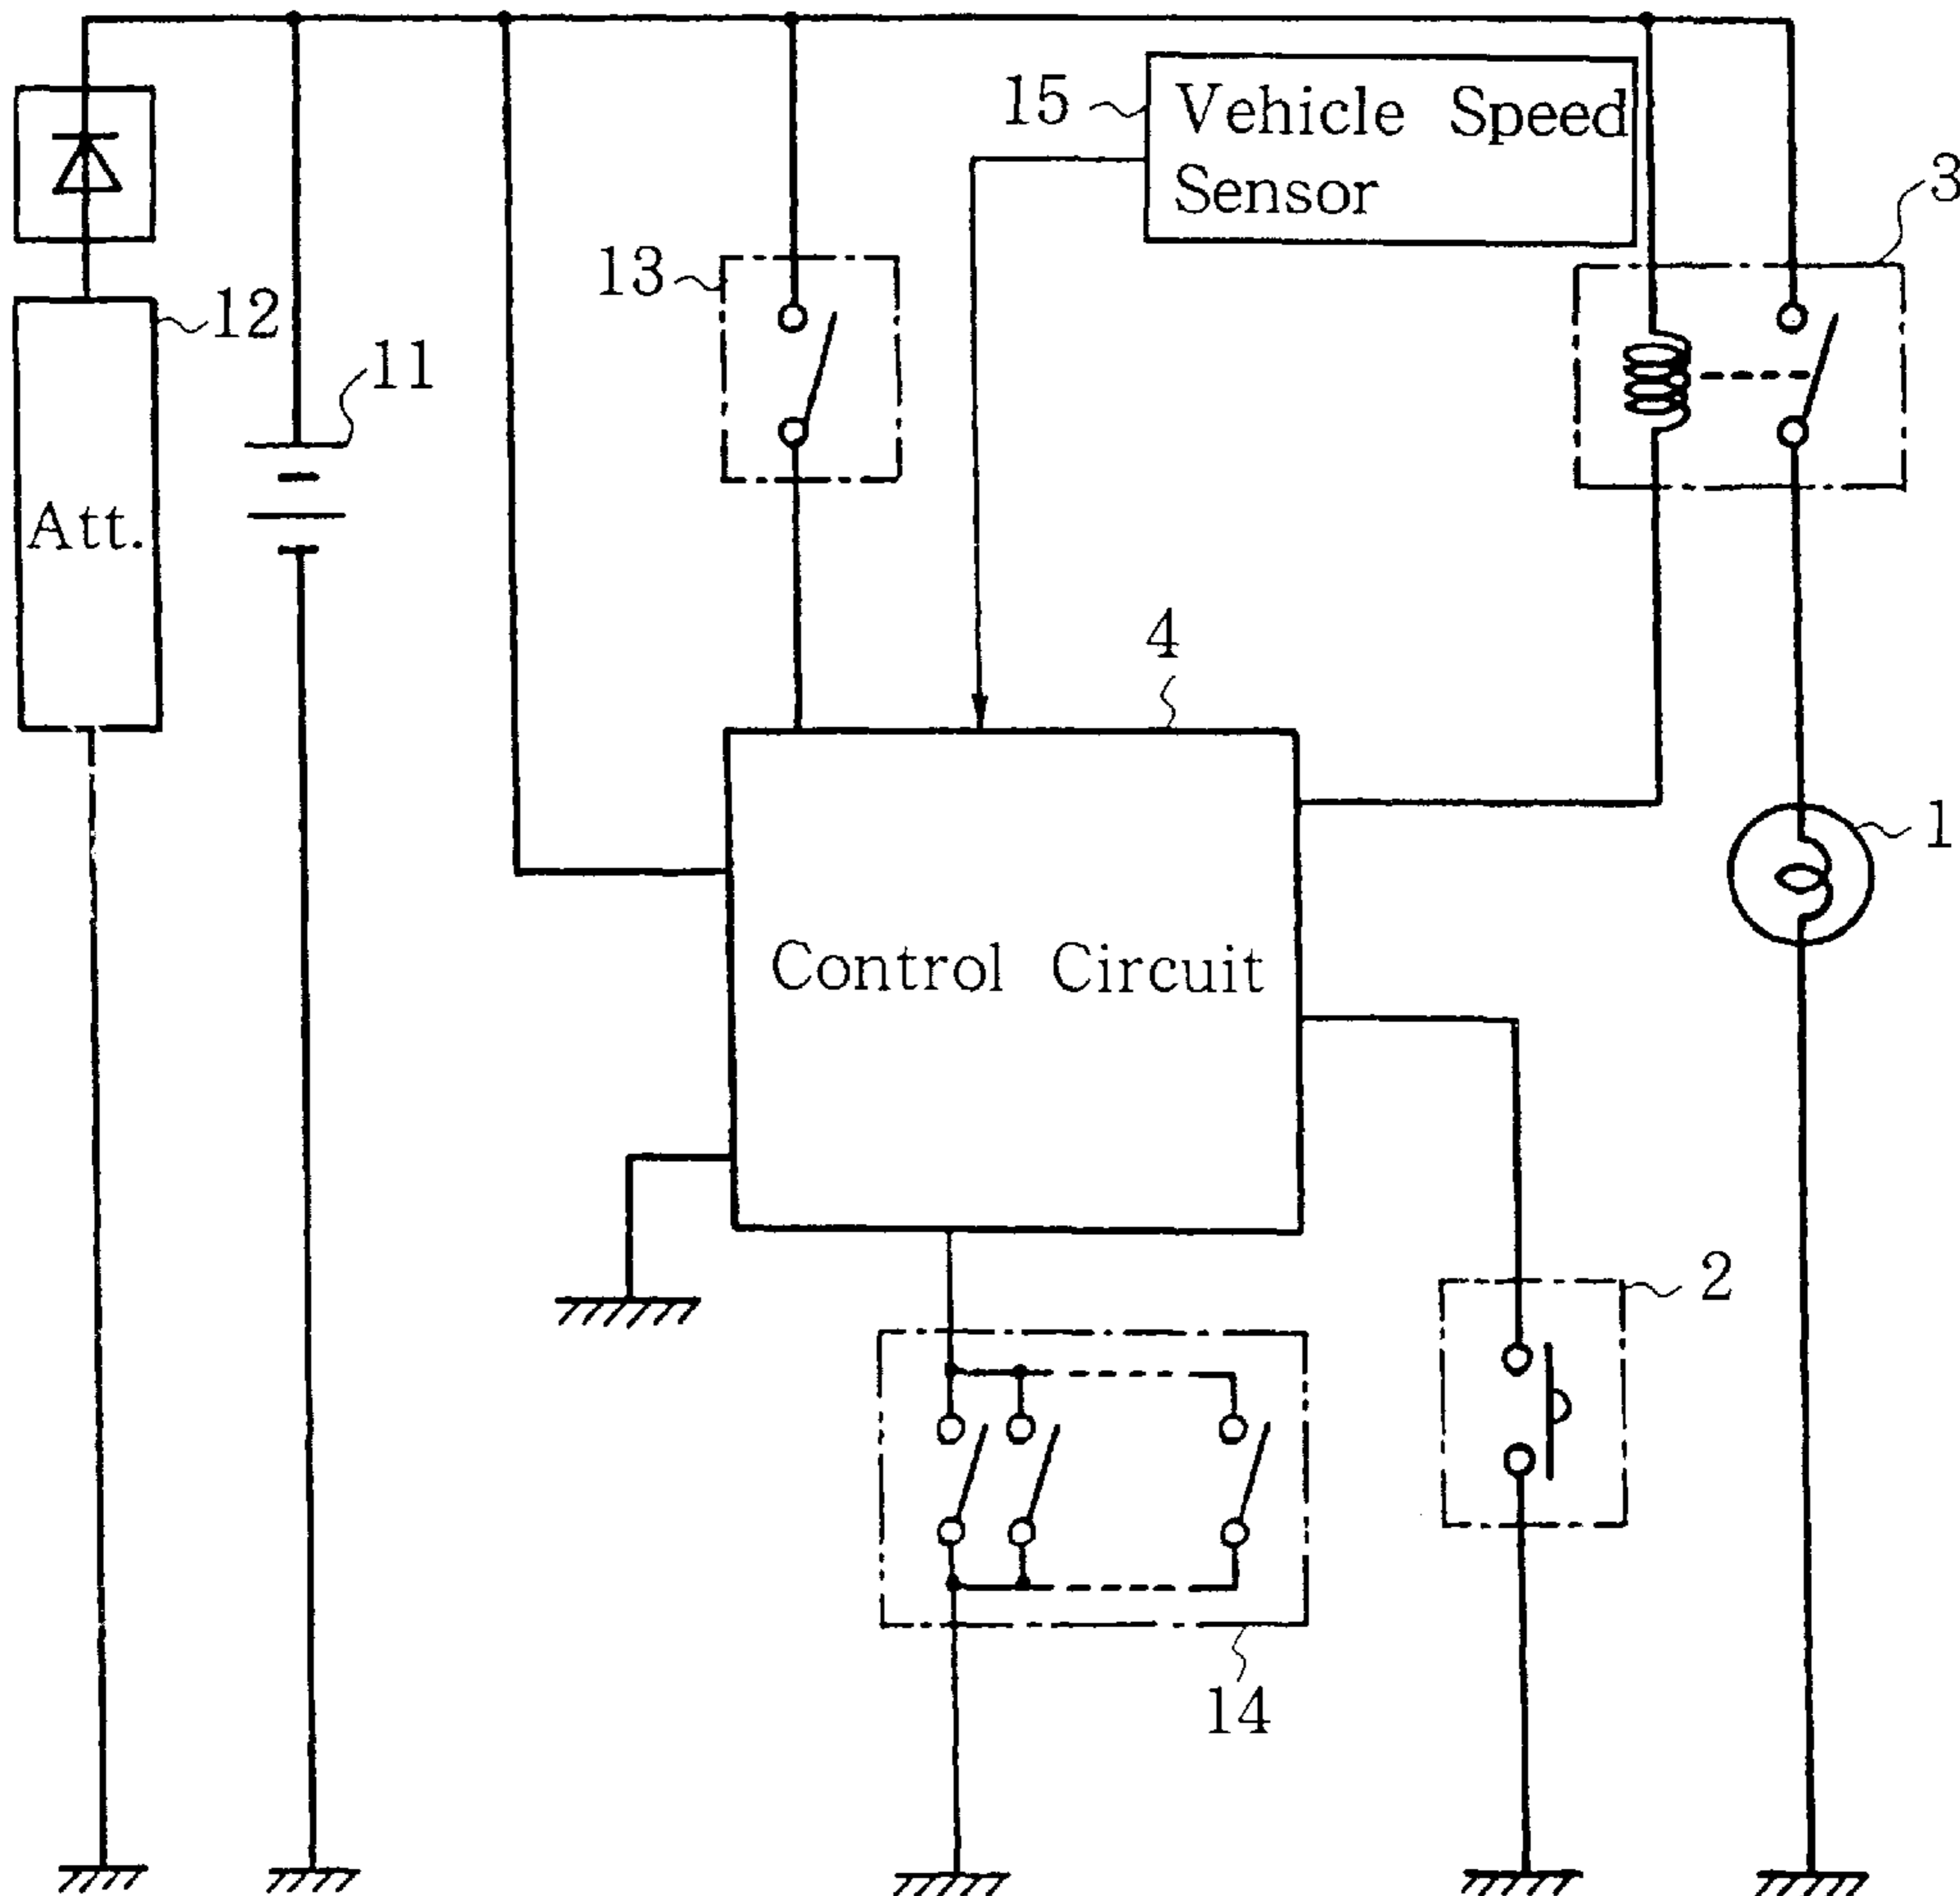 15
Vehicle Speed
Sensor
3
13
12
11
Att.
4
1
Control Circuit
2
14